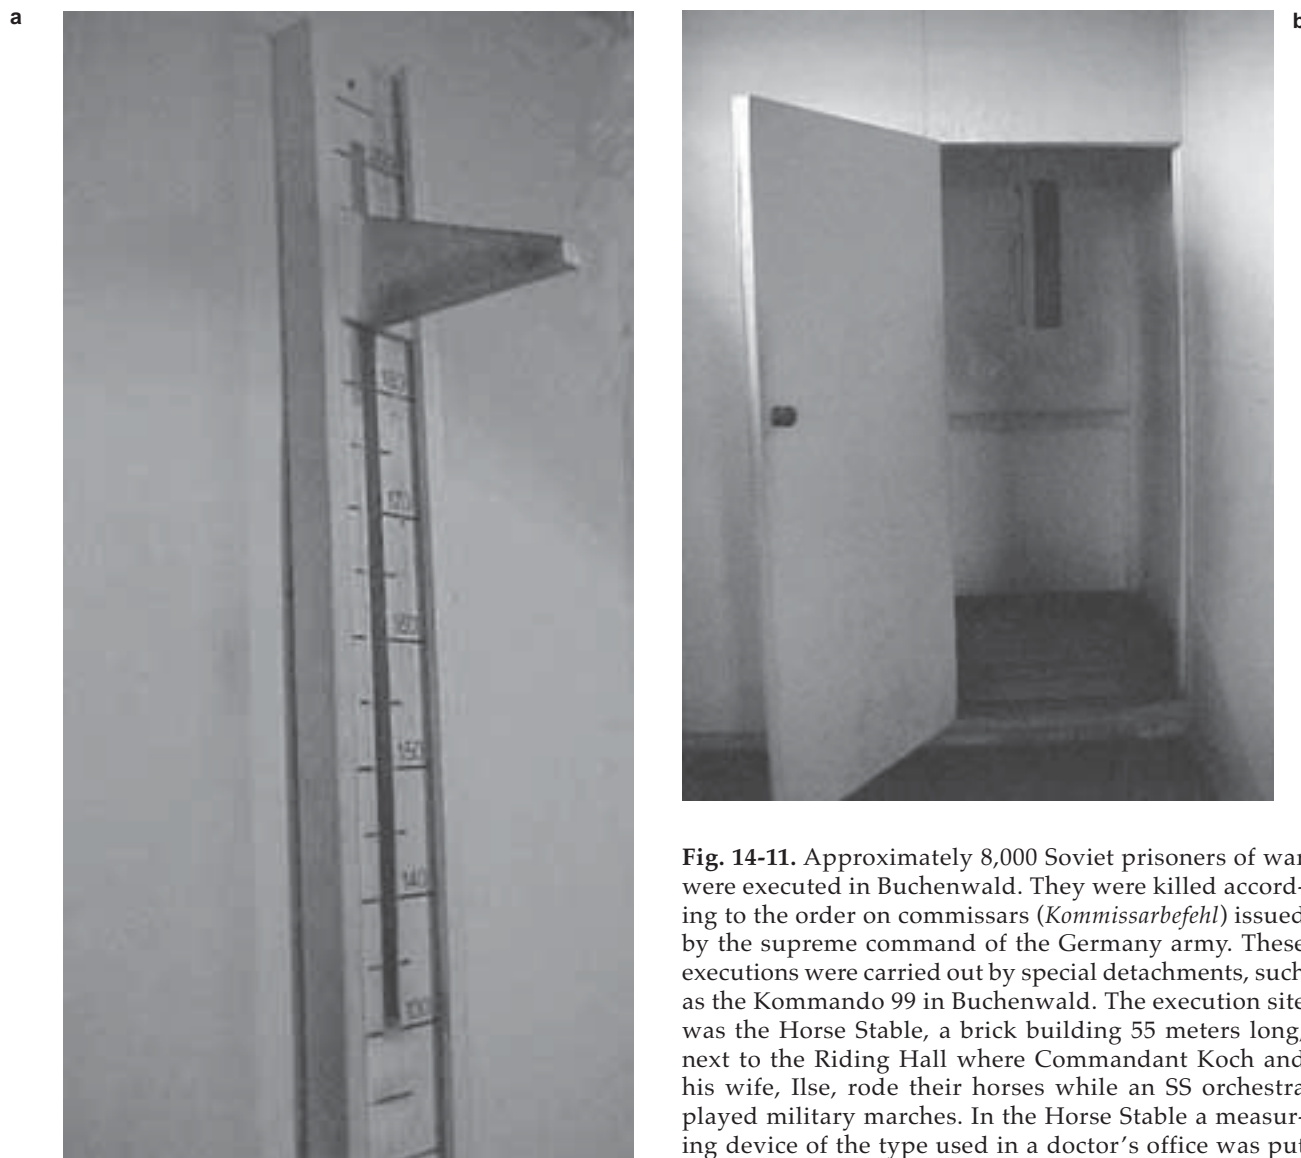 a
b
190
180
170
160
150
140
130
Fig. 14-11. Approximately 8,000 Soviet prisoners of war
were executed in Buchenwald. They were killed accord-
ing to the order on commissars (Kommissarbefehl) issued
by the supreme command of the Germany army. These
executions were carried out by special detachments, such
as the Kommando 99 in Buchenwald. The execution site
was the Horse Stable, a brick building 55 meters long,
next to the Riding Hall where Commandant Koch and
his wife, Ilse, rode their horses while an SS orchestra
played military marches. In the Horse Stable a measur-
ing device of the type used in a doctor's office was put